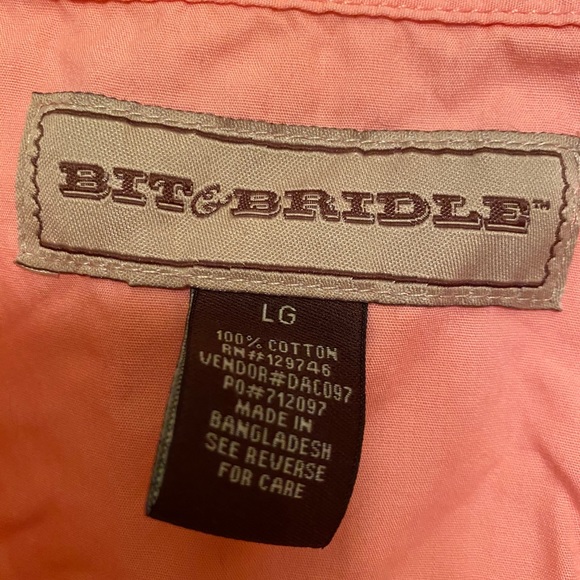 BIT & BRIDLE™
LG
100% COTTON
RN#129746
VENDOR#DAC097
PO#712097
MADE IN
BANGLADESH
SEE REVERSE
FOR CARE